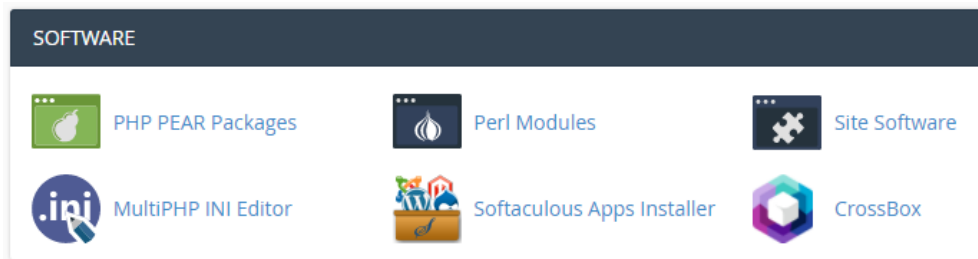 SOFTWARE
PHP PEAR Packages
Perl Modules
Site Software
.ini
MultiPHP INI Editor
Softaculous Apps Installer
CrossBox